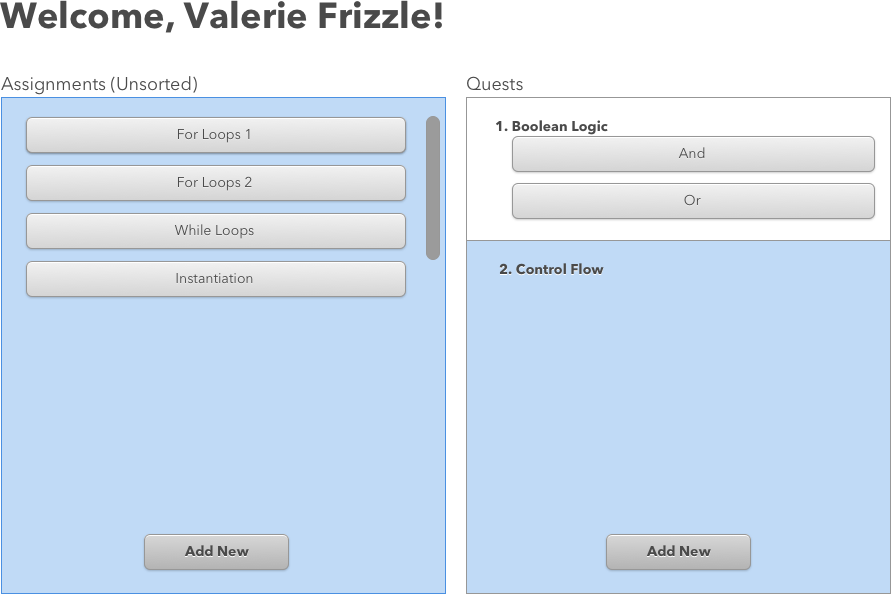 Welcome, Valerie Frizzle!
Assignments (Unsorted)
For Loops 1
For Loops 2
While Loops
Instantiation
Add New
Quests
1. Boolean Logic
And
Or
2. Control Flow
Add New